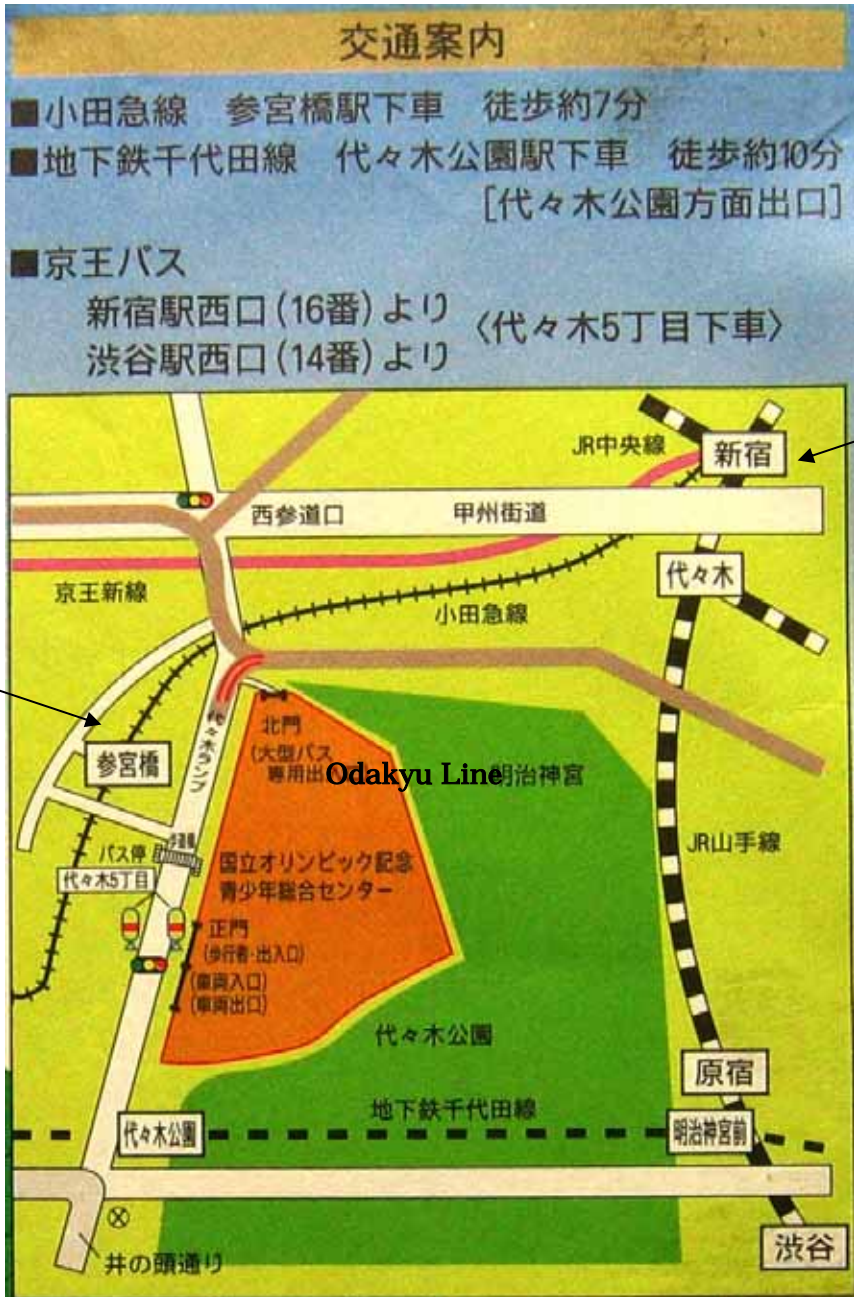 交通案内
■小田急線 参宮橋駅下車 徒歩約7分
■地下鉄千代田線 代々木公園駅下車 徒歩約10分
[代々木公園方面出口]
■京王バス
新宿駅西口(16番)より
渋谷駅西口(14番)より
〈代々木5丁目下車〉
JR中央線
新宿
西参道口
甲州街道
代々木
京王新線
小田急線
代々木ランプ
北門
(大型バス
専用出
Odakyu Line
明治神宮
参宮橋
歩道橋
バス停
代々木5丁目
JR山手線
国立オリンピック記念
青少年総合センター
正門
(歩行者・出入口)
(車両入口)
(車両出口)
代々木公園
原宿
地下鉄千代田線
代々木公園
明治神宮前
井の頭通り
渋谷